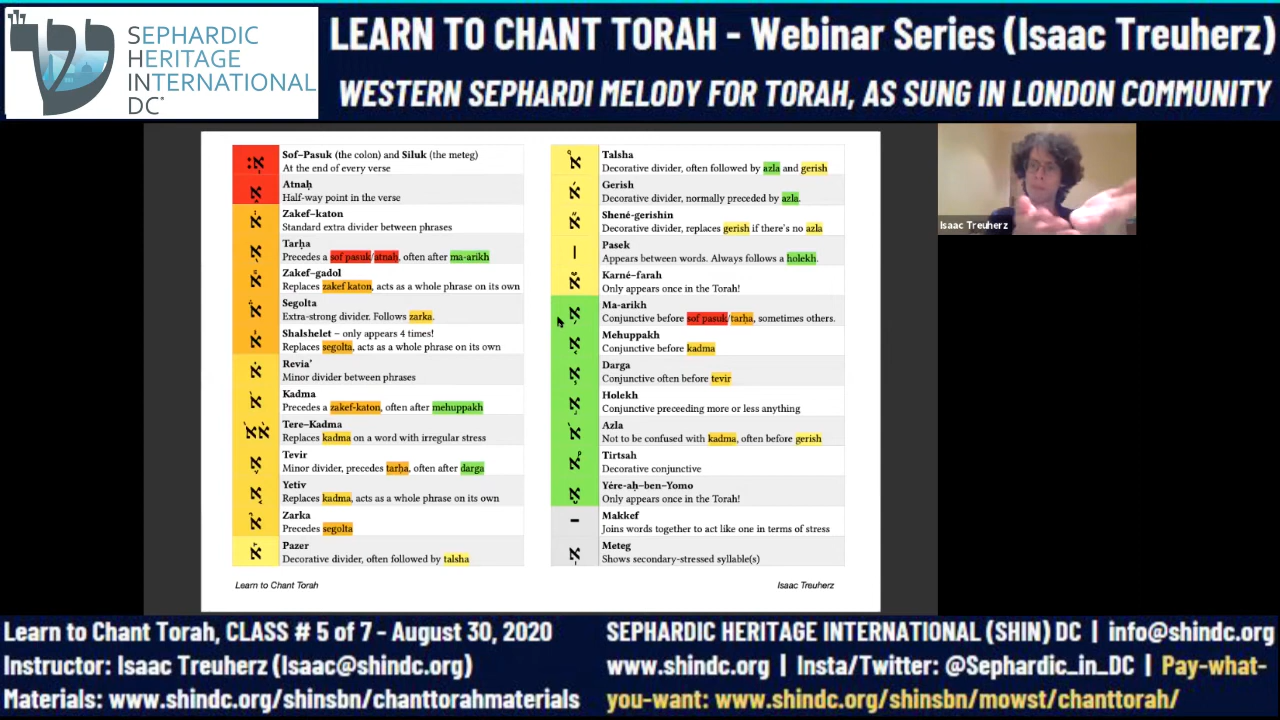 SEPHARDIC
HERITAGE
INTERNATIONAL
DC
LEARN TO CHANT TORAH - Webinar Series (Isaac Treuherz)
WESTERN SEPHARDI MELODY FOR TORAH, AS SUNG IN LONDON COMMUNITY
Sof–Pasuk (the colon) and Siluk (the meteg)
At the end of every verse
Atnaḥ
Half-way point in the verse
Zakef–katon
Standard extra divider between phrases
Tarḥa
Precedes a sof pasuk/atnaḥ, often after ma-arikh
Zakef–gadol
Replaces zakef katon, acts as a whole phrase on its own
Segolta
Extra-strong divider. Follows zarka.
Shalshelet – only appears 4 times!
Replaces segolta, acts as a whole phrase on its own
Revia’
Minor divider between phrases
Kadma
Precedes a zakef-katon, often after mehuppakh
Tere–Kadma
Replaces kadma on a word with irregular stress
Tevir
Minor divider, precedes tarḥa, often after darga
Yetiv
Replaces kadma, acts as a whole phrase on its own
Zarka
Precedes segolta
Pazer
Decorative divider, often followed by talsha
Talsha
Decorative divider, often followed by azla and gerish
Gerish
Decorative divider, normally preceded by azla.
Shené-gerishin
Decorative divider, replaces gerish if there's no azla
Pasek
Appears between words. Always follows a holekh.
Karné–farah
Only appears once in the Torah!
Ma-arikh
Conjunctive before sof pasuk/tarḥa, sometimes others.
Mehuppakh
Conjunctive before kadma
Darga
Conjunctive often before tevir
Holekh
Conjunctive preceeding more or less anything
Azla
Not to be confused with kadma, often before gerish
Tirtsah
Decorative conjunctive
Yére-aḥ–ben–Yomo
Only appears once in the Torah!
Makkef
Joins words together to act like one in terms of stress
Meteg
Shows secondary-stressed syllable(s)
Learn to Chant Torah
Isaac Treuherz
Isaac Treuherz
Learn to Chant Torah, CLASS # 5 of 7 - August 30, 2020
Instructor: Isaac Treuherz (Isaac@shindc.org)
Materials: www.shindc.org/shinsbn/chanttorahmaterials
SEPHARDIC HERITAGE INTERNATIONAL (SHIN) DC | info@shindc.org
www.shindc.org | Insta/Twitter: @Sephardic_in_DC | Pay-what-
you-want: www.shindc.org/shinsbn/mowst/chanttorah/